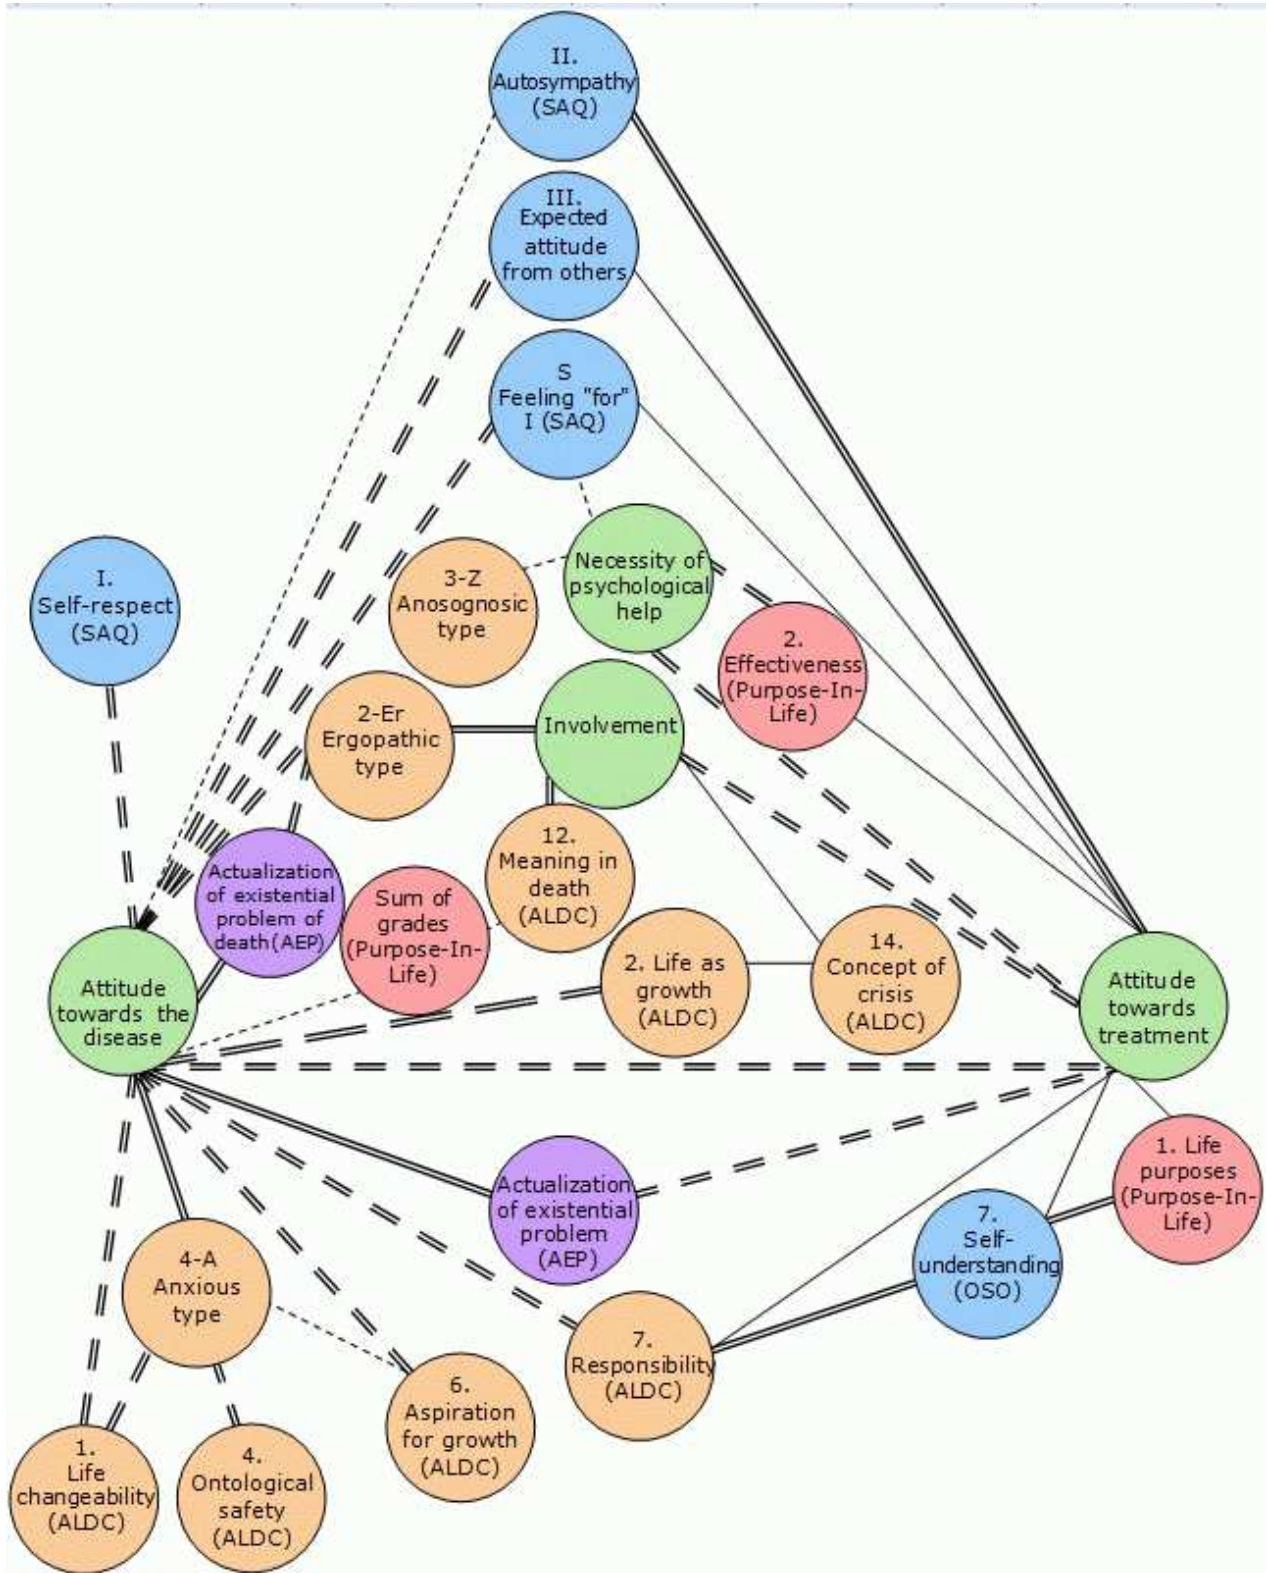 II.
Autosympathy
(SAQ)
III.
Expected
attitude
from others
S
Feeling "for"
I (SAQ)
Necessity of
psychological
help
3-Z
Anosognosic
type
I.
Self-respect
(SAQ)
2.
Effectiveness
(Purpose-In-
Life)
2-Er
Ergopathic
type
Involvement
12.
Meaning in
death
(ALDC)
Actualization
of existential
problem of
death(AEP)
Sum of
grades
(Purpose-In-
Life)
2. Life as
growth
(ALDC)
14.
Concept of
crisis
(ALDC)
Attitude
towards the
disease
Attitude
towards
treatment
1. Life
purposes
(Purpose-In-
Life)
Actualization
of existential
problem
(AEP)
7.
Self-
understanding
(OSO)
4-A
Anxious
type
7.
Responsibility
(ALDC)
6.
Aspiration
for growth
(ALDC)
1.
Life
changeability
(ALDC)
4.
Ontological
safety
(ALDC)